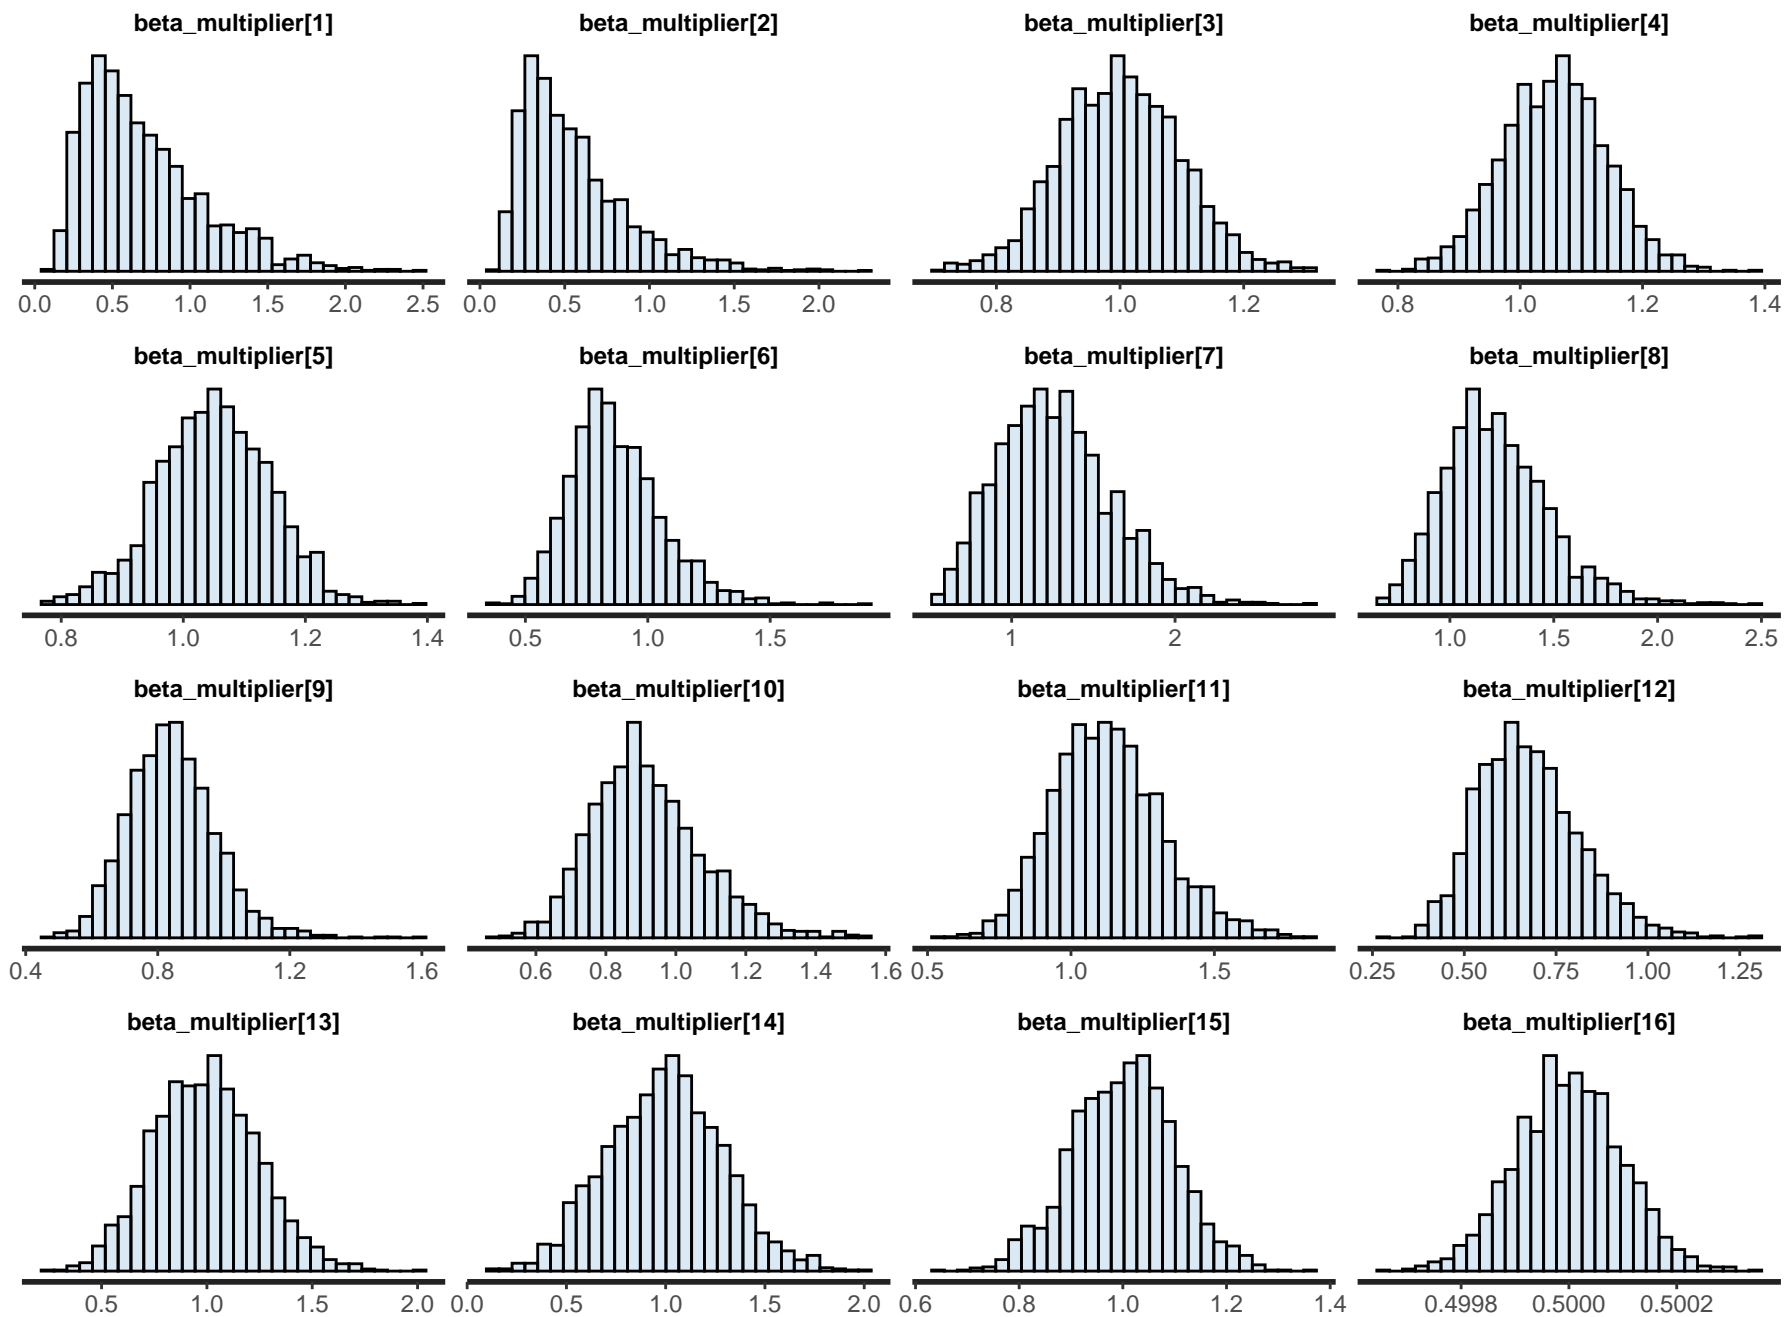 beta_multiplier[1] beta_multiplier[2] beta_multiplier[3] beta_multiplier[4]
0.0 0.5 1.0 1.5 2.0 2.5 0.0 0.5 1.0 1.5 2.0 0.8 1.0 1.2 0.8 1.0 1.2 1.4
beta_multiplier[5] beta_multiplier[6] beta_multiplier[7] beta_multiplier[8]
0.8 1.0 1.2 1.4 0.5 1.0 1.5 1 2 1.0 1.5 2.0 2.5
beta_multiplier[9] beta_multiplier[10] beta_multiplier[11] beta_multiplier[12]
0.4 0.8 1.2 1.6 0.6 0.8 1.0 1.2 1.4 1.6 0.5 1.0 1.5 0.25 0.50 0.75 1.00 1.25
beta_multiplier[13] beta_multiplier[14] beta_multiplier[15] beta_multiplier[16]
0.5 1.0 1.5 2.0 0.0 0.5 1.0 1.5 2.0 0.6 0.8 1.0 1.2 1.4 0.4998 0.5000 0.5002